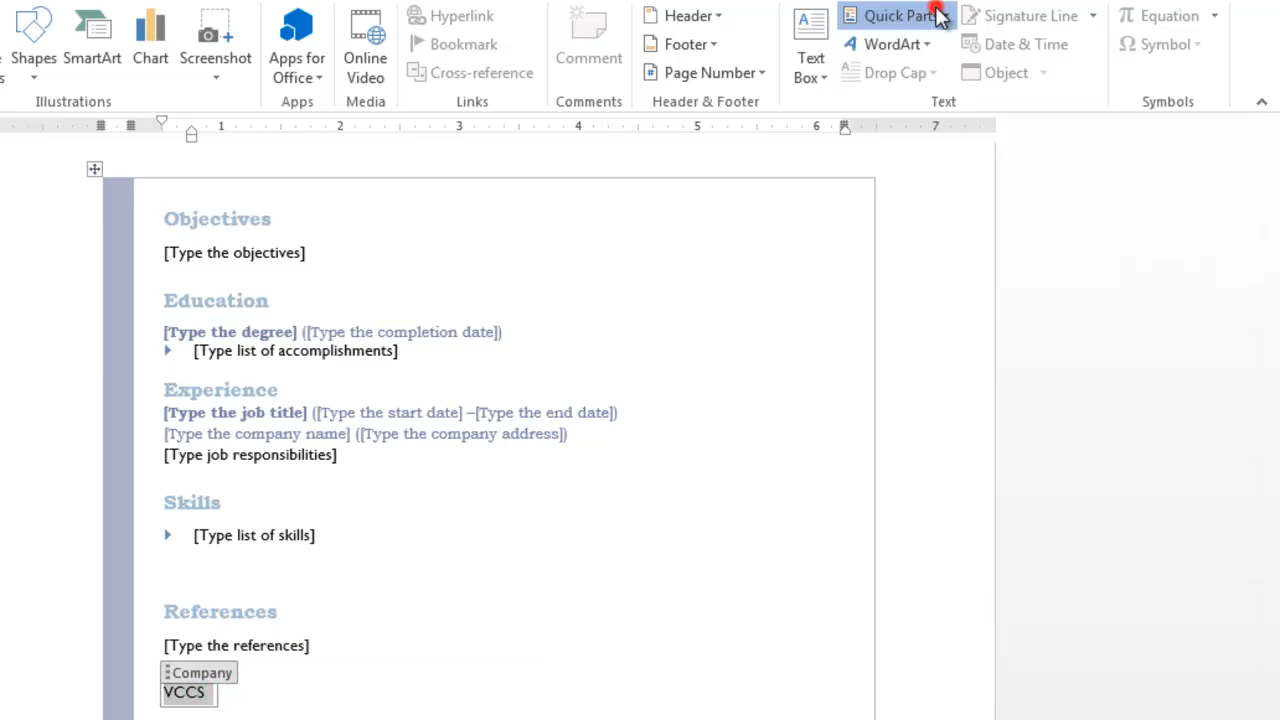 Hyperlink
Header
Quick Part
Signature Line
Equation
Shapes
SmartArt
Chart
Screenshot
Apps for
Office
Online
Video
Bookmark
Cross-reference
Comment
Footer
Page Number
Text
Box
WordArt
Drop Cap
Date & Time
Object
Symbol
Illustrations
Apps
Media
Links
Comments
Header & Footer
Text
Symbols
1 2 3 4 5 6 7
Objectives
[Type the objectives]
Education
[Type the degree] ([Type the completion date])
[Type list of accomplishments]
Experience
[Type the job title] ([Type the start date] –[Type the end date])
[Type the company name] ([Type the company address])
[Type job responsibilities]
Skills
[Type list of skills]
References
[Type the references]
Company
VCCS